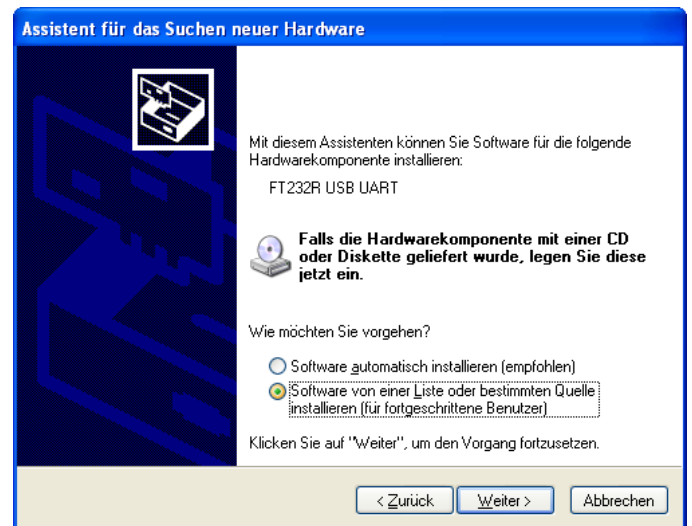 Assistent für das Suchen neuer Hardware
Mit diesem Assistenten können Sie Software für die folgende
Hardwarekomponente installieren:
FT232R USB UART
Falls die Hardwarekomponente mit einer CD
oder Diskette geliefert wurde, legen Sie diese
jetzt ein.
Wie möchten Sie vorgehen?
Software automatisch installieren (empfohlen)
Software von einer Liste oder bestimmten Quelle
installieren (für fortgeschrittene Benutzer)
Klicken Sie auf "Weiter", um den Vorgang fortzusetzen.
< Zurück Weiter > Abbrechen